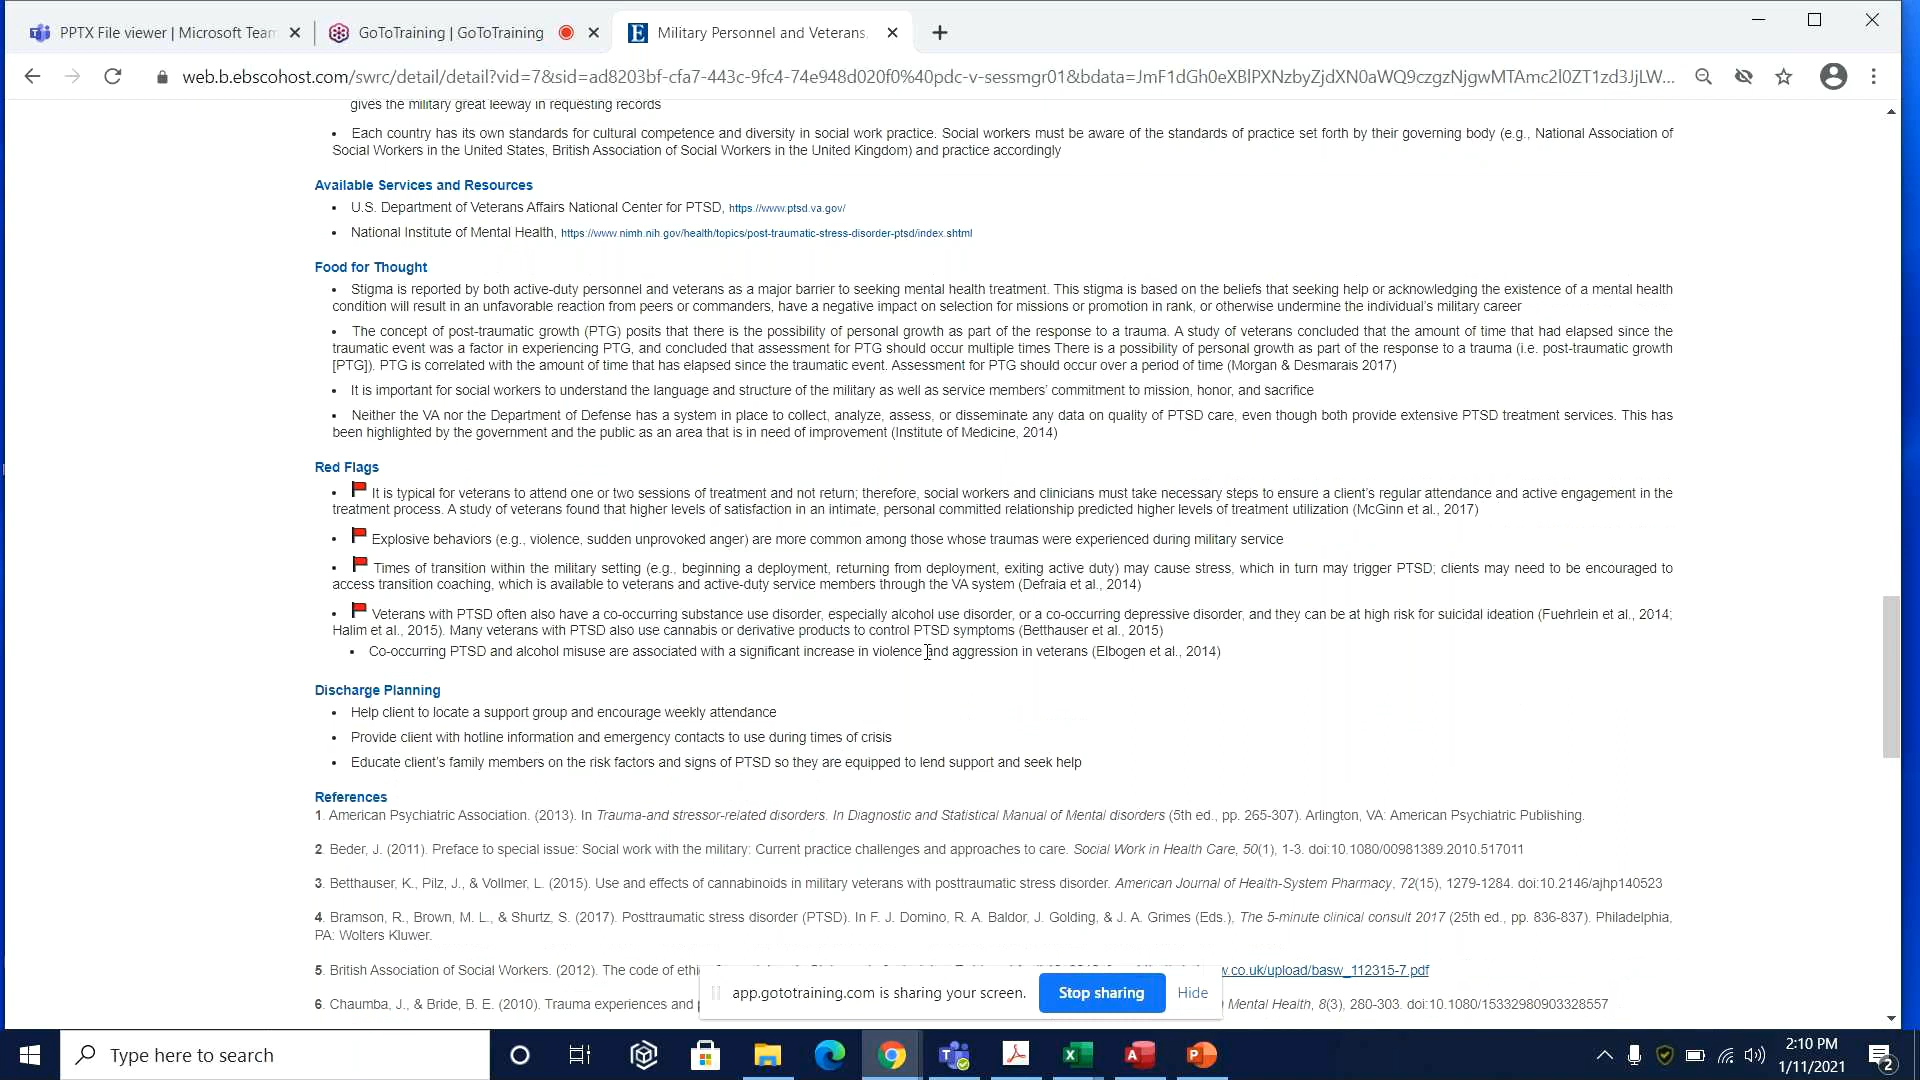 PPTX File viewer | Microsoft Team
GoToTraining | GoToTraining
Military Personnel and Veterans:
web.b.ebscohost.com/swrc/detail/detail?vid=7&sid=ad8203bf-cfa7-443c-9fc4-74e948d020f0%40pdc-v-sessmgr01&bdata=JmF1dGh0eXBlPXNzbyZjdXN0aWQ9czgzNjgwMTAmc2l0ZT1zd3JjLW...
gives the military great leeway in requesting records
• Each country has its own standards for cultural competence and diversity in social work practice. Social workers must be aware of the standards of practice set forth by their governing body (e.g., National Association of
Social Workers in the United States, British Association of Social Workers in the United Kingdom) and practice accordingly
Available Services and Resources
• U.S. Department of Veterans Affairs National Center for PTSD, https://www.ptsd.va.gov/
• National Institute of Mental Health, https://www.nimh.nih.gov/health/topics/post-traumatic-stress-disorder-ptsd/index.shtml
Food for Thought
• Stigma is reported by both active-duty personnel and veterans as a major barrier to seeking mental health treatment. This stigma is based on the beliefs that seeking help or acknowledging the existence of a mental health
condition will result in an unfavorable reaction from peers or commanders, have a negative impact on selection for missions or promotion in rank, or otherwise undermine the individual's military career
• The concept of post-traumatic growth (PTG) posits that there is the possibility of personal growth as part of the response to a trauma. A study of veterans concluded that the amount of time that had elapsed since the
traumatic event was a factor in experiencing PTG, and concluded that assessment for PTG should occur multiple times There is a possibility of personal growth as part of the response to a trauma (i.e. post-traumatic growth
[PTG]). PTG is correlated with the amount of time that has elapsed since the traumatic event. Assessment for PTG should occur over a period of time (Morgan & Desmarais 2017)
• It is important for social workers to understand the language and structure of the military as well as service members' commitment to mission, honor, and sacrifice
• Neither the VA nor the Department of Defense has a system in place to collect, analyze, assess, or disseminate any data on quality of PTSD care, even though both provide extensive PTSD treatment services. This has
been highlighted by the government and the public as an area that is in need of improvement (Institute of Medicine, 2014)
Red Flags
• It is typical for veterans to attend one or two sessions of treatment and not return; therefore, social workers and clinicians must take necessary steps to ensure a client's regular attendance and active engagement in the
treatment process. A study of veterans found that higher levels of satisfaction in an intimate, personal committed relationship predicted higher levels of treatment utilization (McGinn et al., 2017)
• Explosive behaviors (e.g., violence, sudden unprovoked anger) are more common among those whose traumas were experienced during military service
• Times of transition within the military setting (e.g., beginning a deployment, returning from deployment, exiting active duty) may cause stress, which in turn may trigger PTSD; clients may need to be encouraged to
access transition coaching, which is available to veterans and active-duty service members through the VA system (Defraia et al., 2014)
• Veterans with PTSD often also have a co-occurring substance use disorder, especially alcohol use disorder, or a co-occurring depressive disorder, and they can be at high risk for suicidal ideation (Fuehrlein et al., 2014;
Halim et al., 2015). Many veterans with PTSD also use cannabis or derivative products to control PTSD symptoms (Betthauser et al., 2015)
• Co-occurring PTSD and alcohol misuse are associated with a significant increase in violence and aggression in veterans (Elbogen et al., 2014)
Discharge Planning
• Help client to locate a support group and encourage weekly attendance
• Provide client with hotline information and emergency contacts to use during times of crisis
• Educate client's family members on the risk factors and signs of PTSD so they are equipped to lend support and seek help
References
1. American Psychiatric Association. (2013). In Trauma-and stressor-related disorders. In Diagnostic and Statistical Manual of Mental disorders (5th ed., pp. 265-307). Arlington, VA: American Psychiatric Publishing.
2. Beder, J. (2011). Preface to special issue: Social work with the military: Current practice challenges and approaches to care. Social Work in Health Care, 50(1), 1-3. doi:10.1080/00981389.2010.517011
3. Betthauser, K., Pilz, J., & Vollmer, L. (2015). Use and effects of cannabinoids in military veterans with posttraumatic stress disorder. American Journal of Health-System Pharmacy, 72(15), 1279-1284. doi:10.2146/ajhp140523
4. Bramson, R., Brown, M. L., & Shurtz, S. (2017). Posttraumatic stress disorder (PTSD). In F. J. Domino, R. A. Baldor, J. Golding, & J. A. Grimes (Eds.), The 5-minute clinical consult 2017 (25th ed., pp. 836-837). Philadelphia,
PA: Wolters Kluwer.
5. British Association of Social Workers. (2012). The code of ethi w.co.uk/upload/basw_112315-7.pdf
app.gototraining.com is sharing your screen. Stop sharing Hide
6. Chaumba, J., & Bride, B. E. (2010). Trauma experiences and Mental Health, 8(3), 280-303. doi:10.1080/15332980903328557
Type here to search
2:10 PM
1/11/2021
2